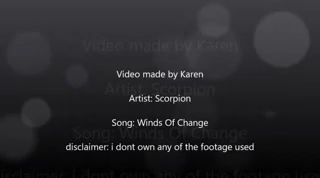 Video made by Karen
Artist: Scorpion
Song: Winds Of Change
disclaimer: i dont own any of the footage used